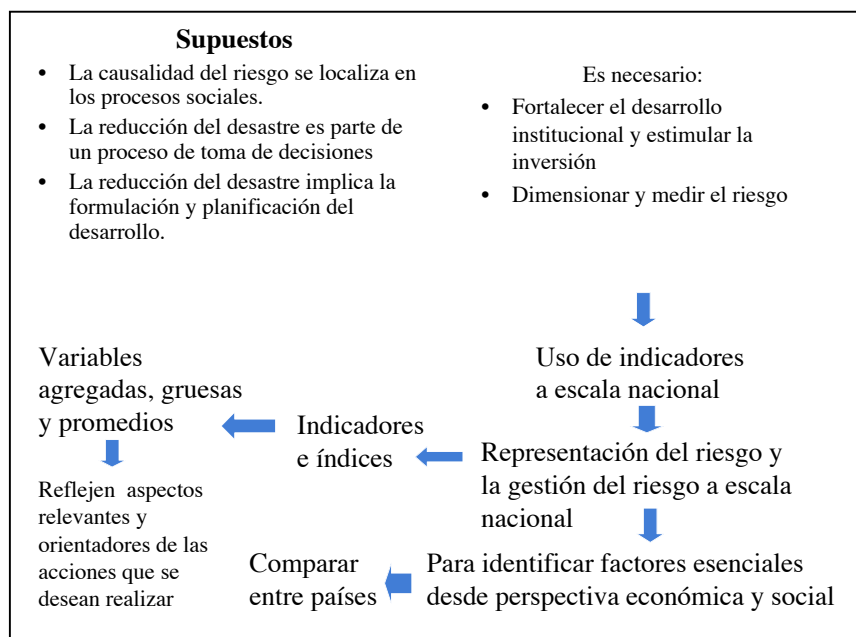 Supuestos
• La causalidad del riesgo se localiza en
los procesos sociales.
• La reducción del desastre es parte de
un proceso de toma de decisiones
• La reducción del desastre implica la
formulación y planificación del
desarrollo.
Es necesario:
• Fortalecer el desarrollo
institucional y estimular la
inversión
• Dimensionar y medir el riesgo
Uso de indicadores
a escala nacional
Representación del riesgo y
la gestión del riesgo a escala
nacional
Indicadores
e índices
Variables
agregadas, gruesas
y promedios
Reflejen aspectos
relevantes y
orientadores de las
acciones que se
desean realizar
Para identificar factores esenciales
desde perspectiva económica y social
Comparar
entre países